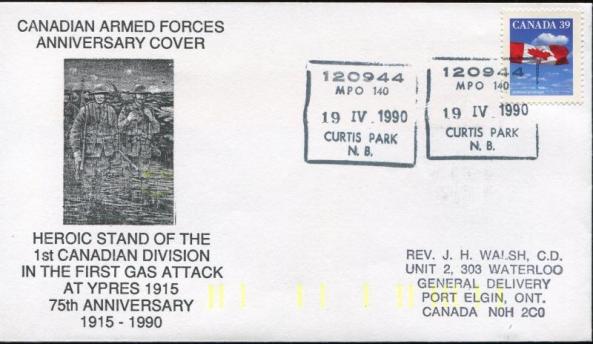 CANADIAN ARMED FORCES
ANNIVERSARY COVER
HEROIC STAND OF THE
1st CANADIAN DIVISION
IN THE FIRST GAS ATTACK
AT YPRES 1915
75th ANNIVERSARY
1915 - 1990
120944
MPO 140
19 IV . 1990
CURTIS PARK
N. B.
120944
MPO 140
19 IV . 1990
CURTIS PARK
N. B.
CANADA 39
REV. J. H. WALSH, C.D.
UNIT 2, 303 WATERLOO
GENERAL DELIVERY
PORT ELGIN, ONT.
CANADA N0H 2C0